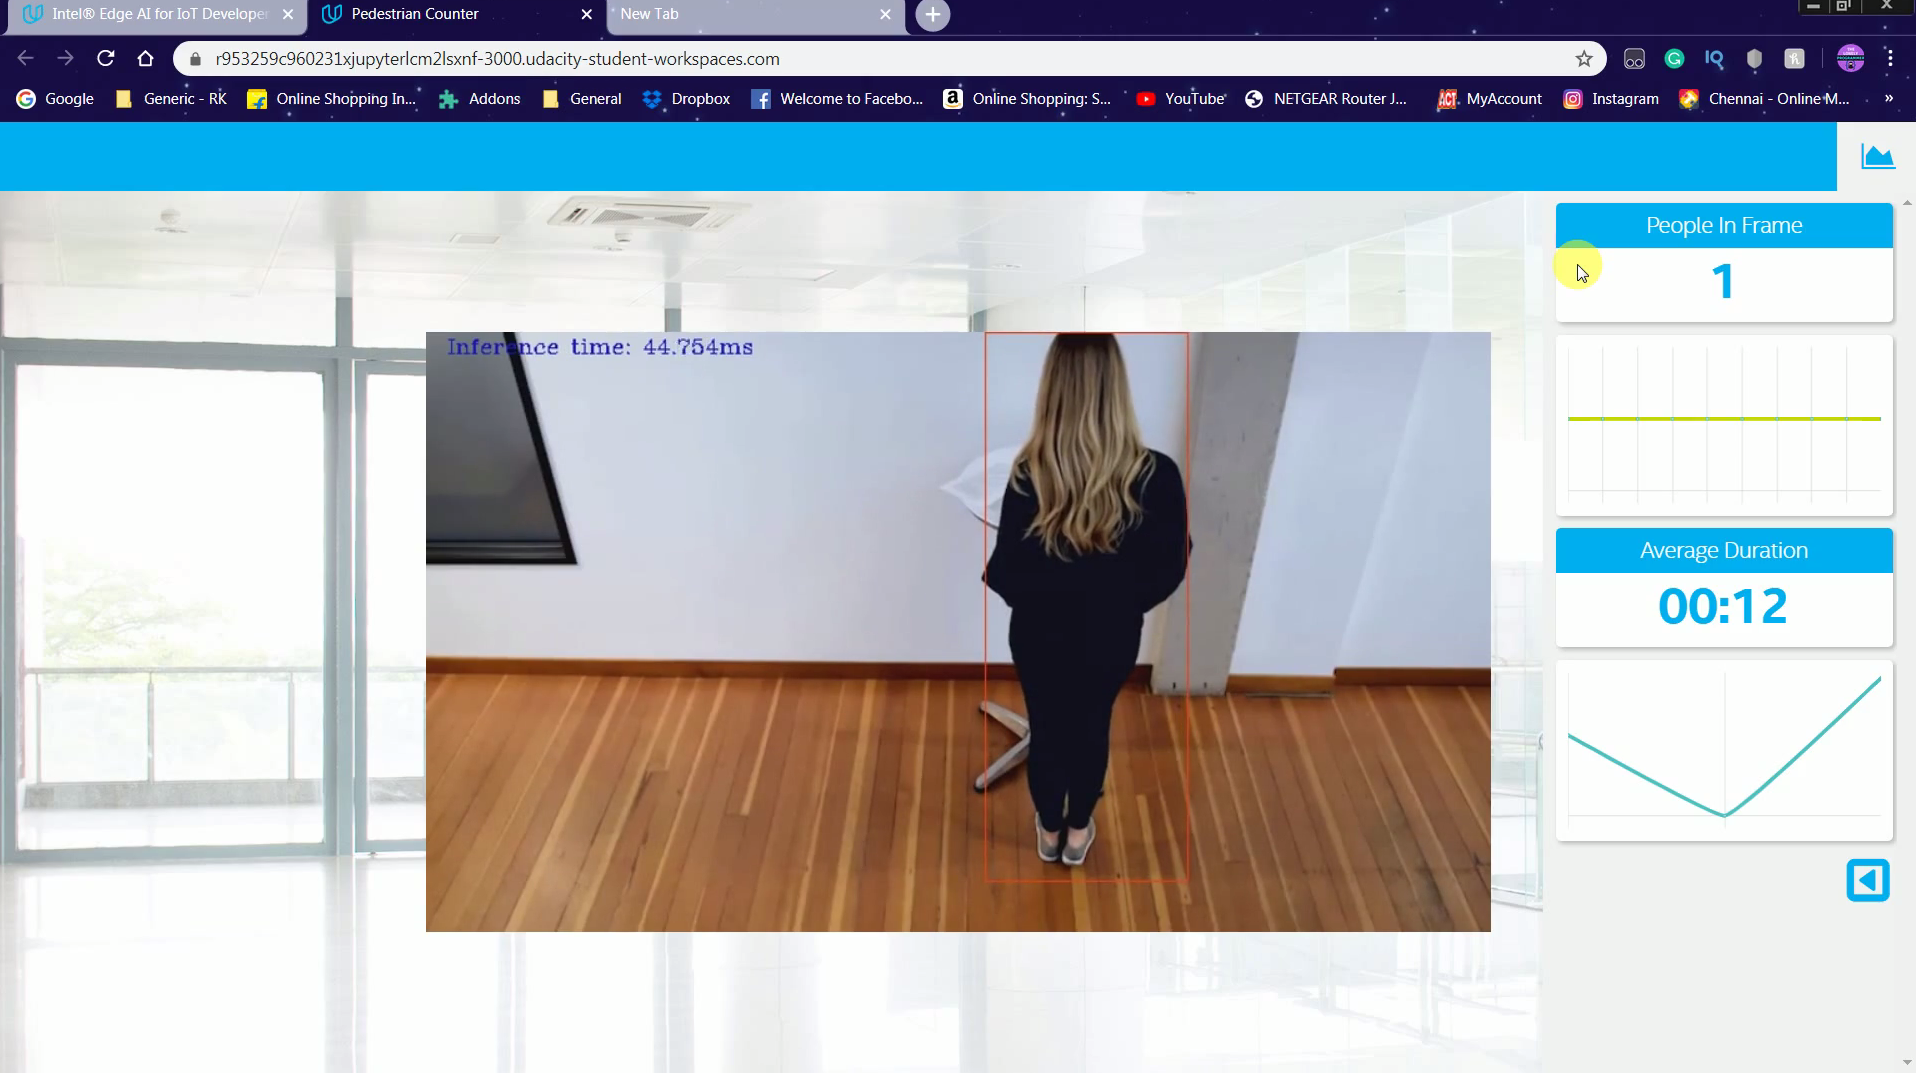 Intel® Edge AI for IoT Developer
Pedestrian Counter
New Tab
r953259c960231xjupyterlcm2lsxnf-3000.udacity-student-workspaces.com
Google Generic - RK Online Shopping In... Addons General Dropbox Welcome to Facebo... Online Shopping: S... YouTube NETGEAR Router J... ACT MyAccount Instagram Chennai - Online M... »
People In Frame
1
Inference time: 44.754ms
Average Duration
00:12